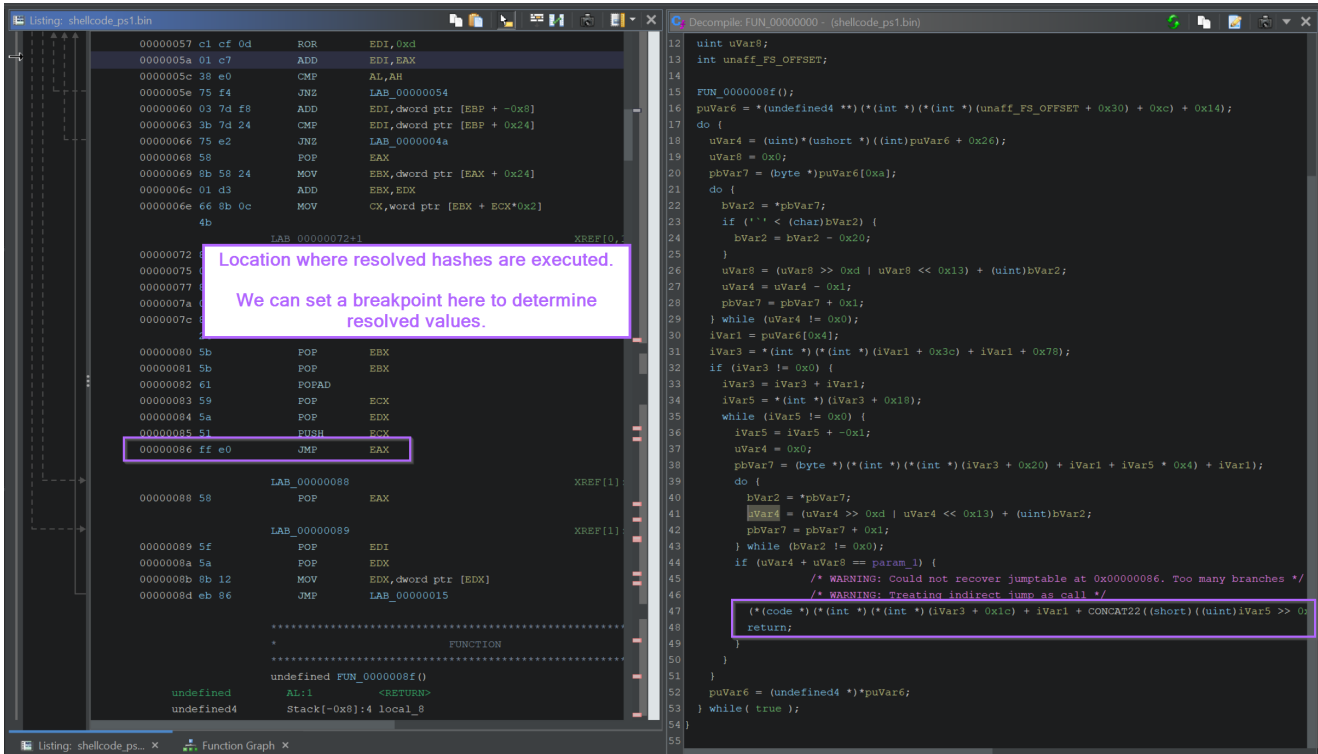 Listing: shellcode_ps1.bin
00000057 c1 cf 0d ROR EDI,0xd
0000005a 01 c7 ADD EDI,EAX
0000005c 38 e0 CMP AL,AH
0000005e 75 f4 JNZ LAB_00000054
00000060 03 7d f8 ADD EDI,dword ptr [EBP + -0x8]
00000063 3b 7d 24 CMP EDI,dword ptr [EBP + 0x24]
00000066 75 e2 JNZ LAB_0000004a
00000068 58 POP EAX
00000069 8b 58 24 MOV EBX,dword ptr [EAX + 0x24]
0000006c 01 d3 ADD EBX,EDX
0000006e 66 8b 0c MOV CX,word ptr [EBX + ECX*0x2]
4b
LAB_00000072+1 XREF[0,
00000072
00000075
00000077
0000007a
0000007c
Location where resolved hashes are executed.
We can set a breakpoint here to determine
resolved values.
00000080 5b POP EBX
00000081 5b POP EBX
00000082 61 POPAD
00000083 59 POP ECX
00000084 5a POP EDX
00000085 51 PUSH ECX
00000086 ff e0 JMP EAX
LAB_00000088 XREF[1]:
00000088 58 POP EAX
LAB_00000089 XREF[1]:
00000089 5f POP EDI
0000008a 5a POP EDX
0000008b 8b 12 MOV EDX,dword ptr [EDX]
0000008d eb 86 JMP LAB_00000015
************************************************
* FUNCTION
************************************************
undefined FUN_0000008f()
undefined AL:1 <RETURN>
undefined4 Stack[-0x8]:4 local_8
Listing: shellcode_ps... × Function Graph ×
Decompile: FUN_00000000 - (shellcode_ps1.bin)
12 uint uVar8;
13 int unaff_FS_OFFSET;
14
15 FUN_0000008f();
16 puVar6 = *(undefined4 **)(*(int *)(*(int *)(unaff_FS_OFFSET + 0x30) + 0xc) + 0x14);
17 do {
18 uVar4 = (uint)*(ushort *)((int)puVar6 + 0x26);
19 uVar8 = 0x0;
20 pbVar7 = (byte *)puVar6[0xa];
21 do {
22 bVar2 = *pbVar7;
23 if ('`' < (char)bVar2) {
24 bVar2 = bVar2 - 0x20;
25 }
26 uVar8 = (uVar8 >> 0xd | uVar8 << 0x13) + (uint)bVar2;
27 uVar4 = uVar4 - 0x1;
28 pbVar7 = pbVar7 + 0x1;
29 } while (uVar4 != 0x0);
30 iVar1 = puVar6[0x4];
31 iVar3 = *(int *)(*(int *)(iVar1 + 0x3c) + iVar1 + 0x78);
32 if (iVar3 != 0x0) {
33 iVar3 = iVar3 + iVar1;
34 iVar5 = *(int *)(iVar3 + 0x18);
35 while (iVar5 != 0x0) {
36 iVar5 = iVar5 + -0x1;
37 uVar4 = 0x0;
38 pbVar7 = (byte *)(*(int *)(*(int *)(iVar3 + 0x20) + iVar1 + iVar5 * 0x4) + iVar1);
39 do {
40 bVar2 = *pbVar7;
41 uVar4 = (uVar4 >> 0xd | uVar4 << 0x13) + (uint)bVar2;
42 pbVar7 = pbVar7 + 0x1;
43 } while (bVar2 != 0x0);
44 if (uVar4 + uVar8 == param_1) {
45 /* WARNING: Could not recover jumptable at 0x00000086. Too many branches */
46 /* WARNING: Treating indirect jump as call */
47 (*(code *)(*(int *)(*(int *)(iVar3 + 0x1c) + iVar1 + CONCAT22((short)((uint)iVar5 >> 0
48 return;
49 }
50 }
51 }
52 puVar6 = (undefined4 *)*puVar6;
53 } while( true );
54 }
55